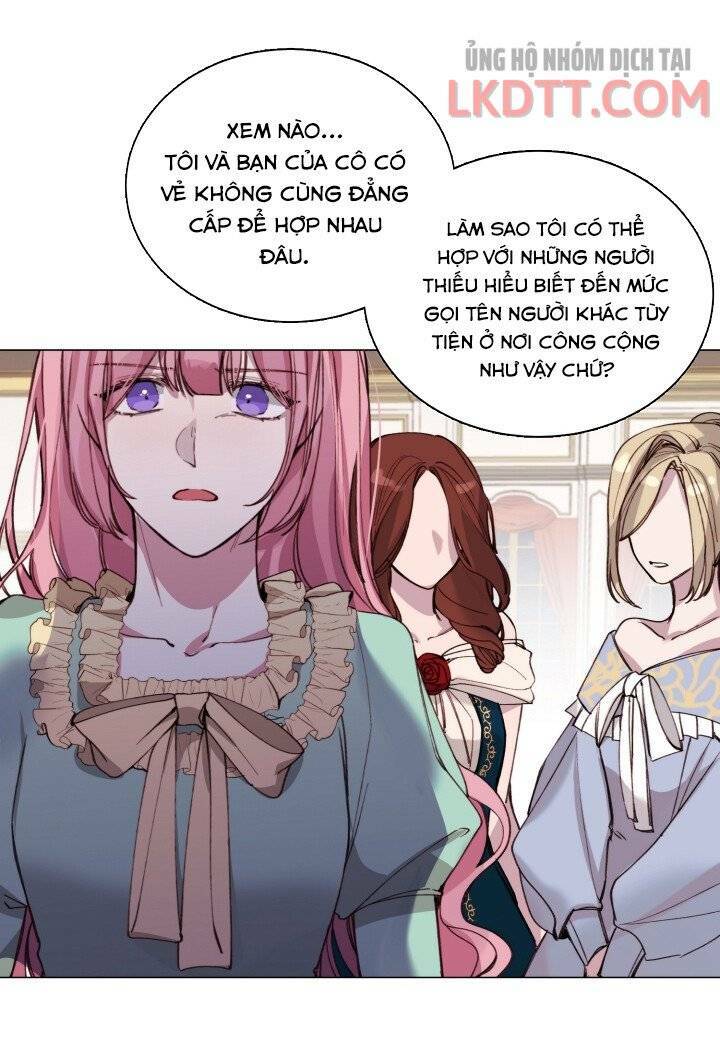 ỦNG HỘ NHÓM DỊCH TẠI
LKDTT.COM
XEM NÀO...
TÔI VÀ BẠN CỦA CÔ CÓ
VẺ KHÔNG CÙNG ĐẲNG
CẤP ĐỂ HỢP NHAU
ĐÂU.
LÀM SAO TÔI CÓ THỂ
HỢP VỚI NHỮNG NGƯỜI
THIẾU HIỂU BIẾT ĐẾN MỨC
GỌI TÊN NGƯỜI KHÁC TÙY
TIỆN Ở NƠI CÔNG CỘNG
NHƯ VẬY CHỨ?